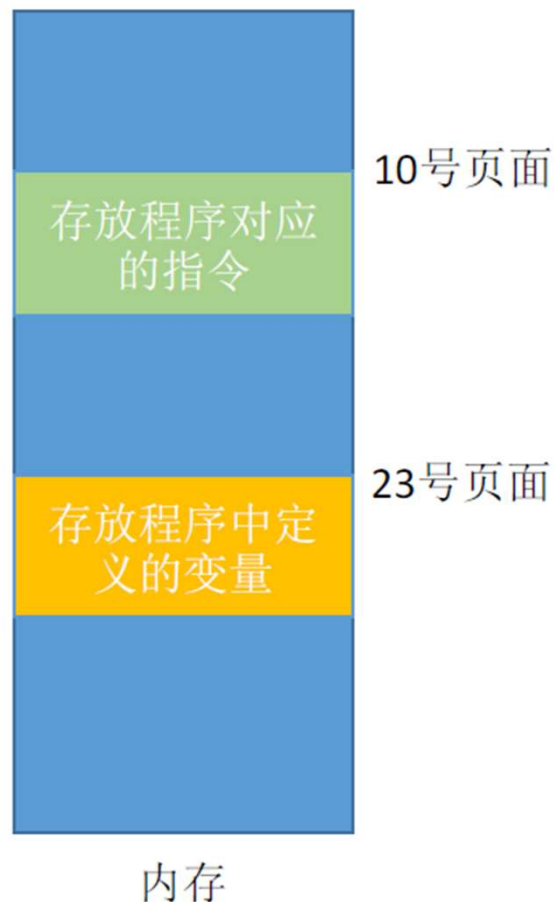 10号页面
存放程序对应
的指令
23号页面
存放程序中定
义的变量
内存